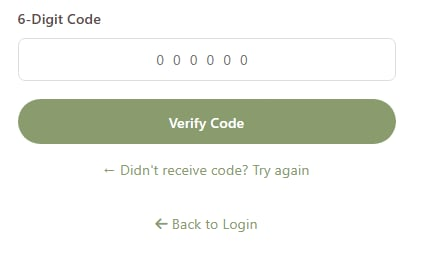 6-Digit Code
0 0 0 0 0 0
Verify Code
← Didn't receive code? Try again
← Back to Login